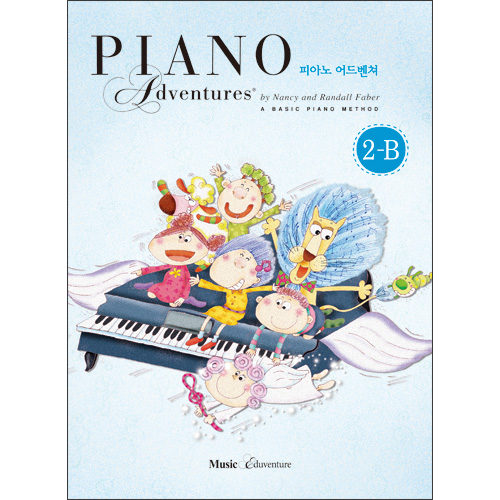 PIANO
피아노 어드벤쳐
Adventures®
by Nancy and Randall Faber
A BASIC PIANO METHOD
2-B
Music Eduventure